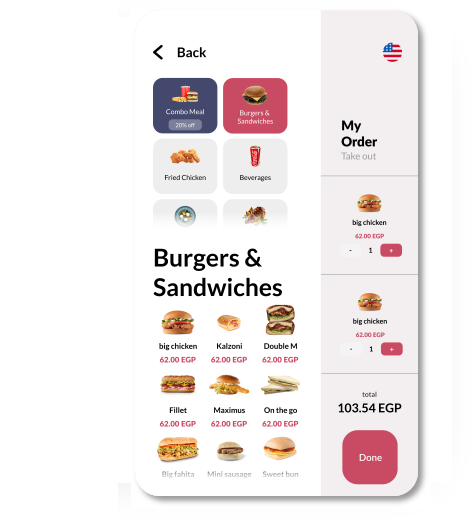 Back
Combo Meal
20% off
Burgers &
Sandwiches
Fried Chicken
Beverages
Burgers &
Sandwiches
big chicken Kalzoni Double M
62.00 EGP 62.00 EGP 62.00 EGP
Fillet Maximus On the go
62.00 EGP 62.00 EGP 62.00 EGP
Big fahita Mini sausage Sweet bun
My
Order
Take out
big chicken
62.00 EGP
- 1 +
big chicken
62.00 EGP
- 1 +
total
103.54 EGP
Done